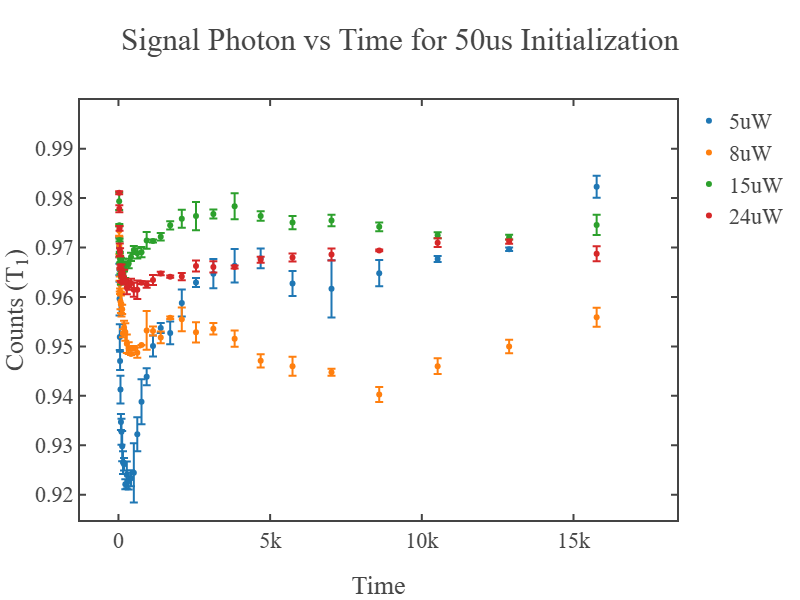 Signal Photon vs Time for 50us Initialization
0.99
0.98
0.97
0.96
0.95
0.94
0.93
0.92
Counts (T₁)
0
5k
10k
15k
Time
5uW
8uW
15uW
24uW